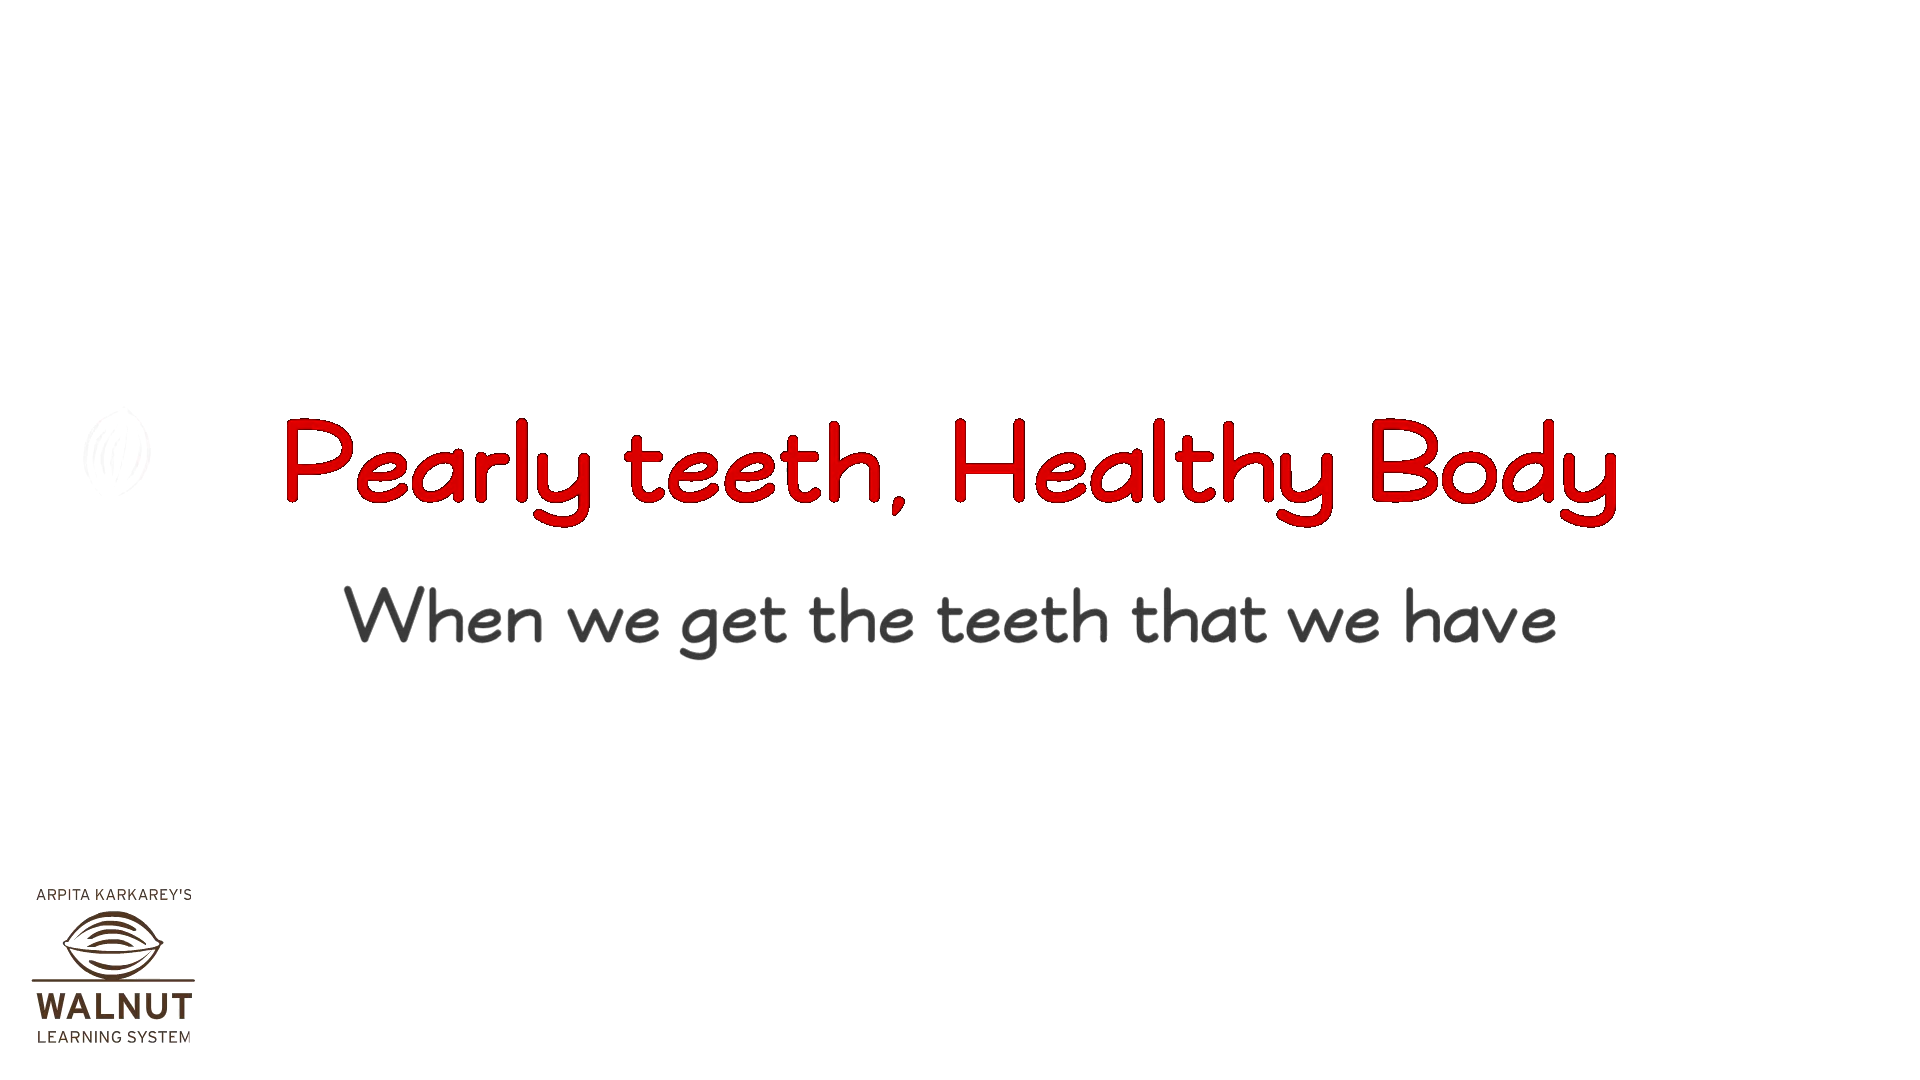 Pearly teeth, Healthy Body
When we get the teeth that we have
ARPITA KARKAREY'S
WALNUT
LEARNING SYSTEM